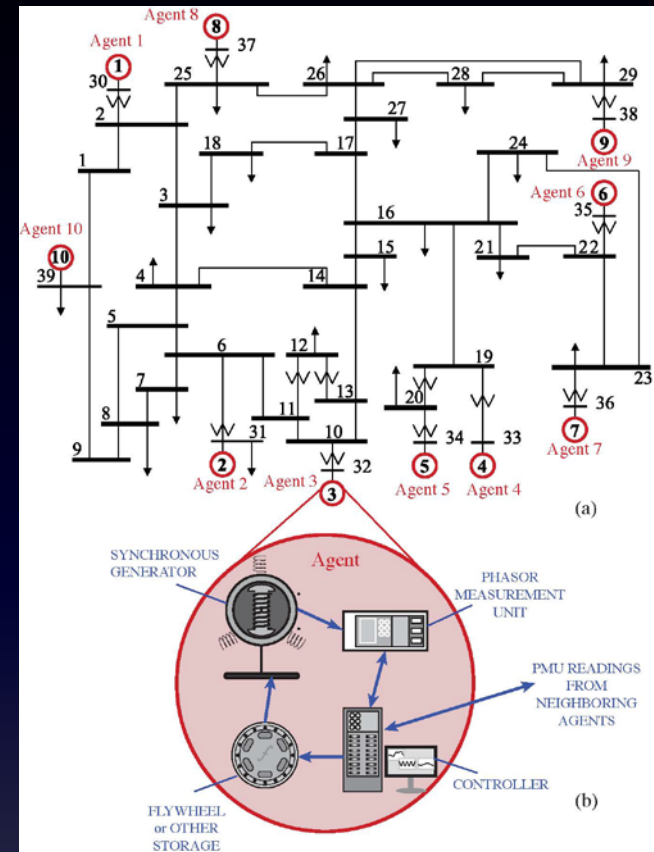 Agent 8
8
37
Agent 1
1
30
25
26
28
29
2
27
38
18
17
24
9
Agent 9
1
Agent 6
6
3
16
35
Agent 10
15
10
21
22
39
4
14
5
6
12
19
7
13
20
23
11
8
31
10
36
9
2
32
34
33
7
Agent 2
Agent 3
5
4
Agent 7
3
Agent 5
Agent 4
(a)
SYNCHRONOUS
GENERATOR
Agent
PHASOR
MEASUREMENT
UNIT
PMU READINGS
FROM
NEIGHBORING
AGENTS
CONTROLLER
(b)
FLYWHEEL
or OTHER
STORAGE